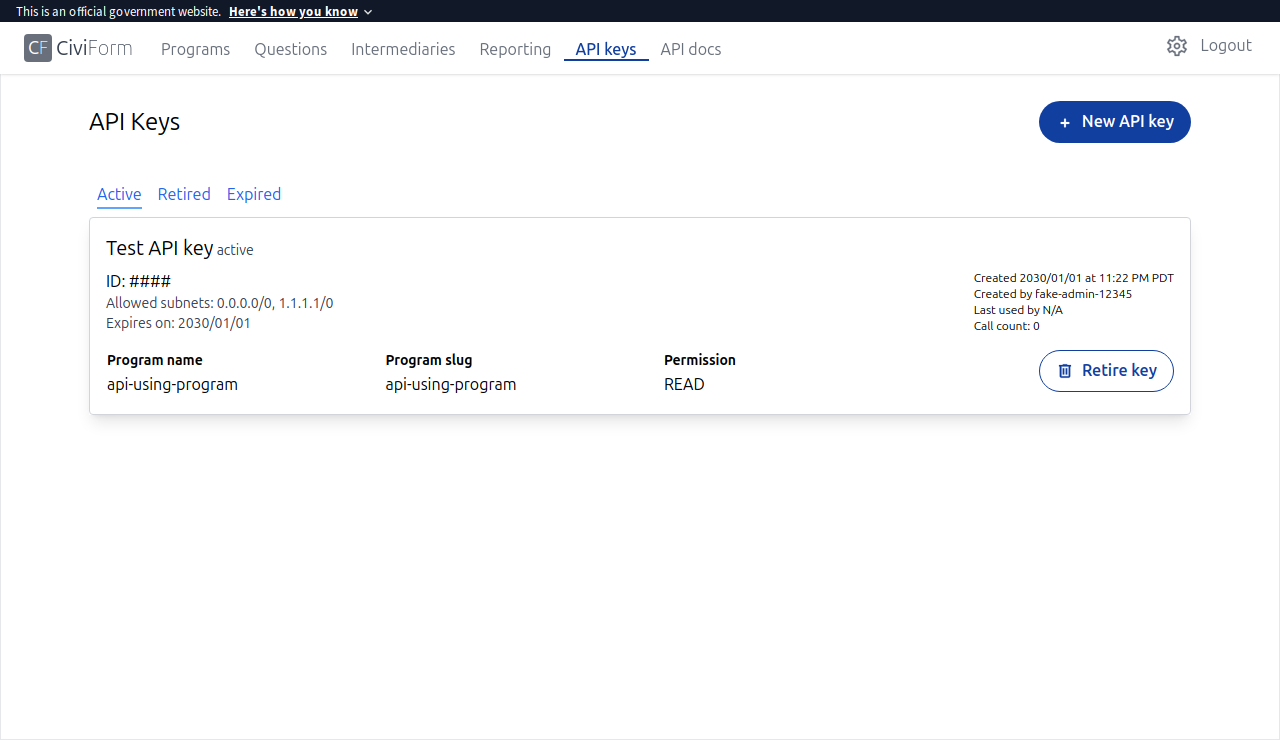 This is an official government website. Here's how you know
CF CiviForm Programs Questions Intermediaries Reporting API keys API docs Logout
API Keys
+ New API key
Active Retired Expired
Test API key active
ID: ####
Allowed subnets: 0.0.0.0/0, 1.1.1.1/0
Expires on: 2030/01/01
Created 2030/01/01 at 11:22 PM PDT
Created by fake-admin-12345
Last used by N/A
Call count: 0
Program name Program slug Permission
api-using-program api-using-program READ
Retire key